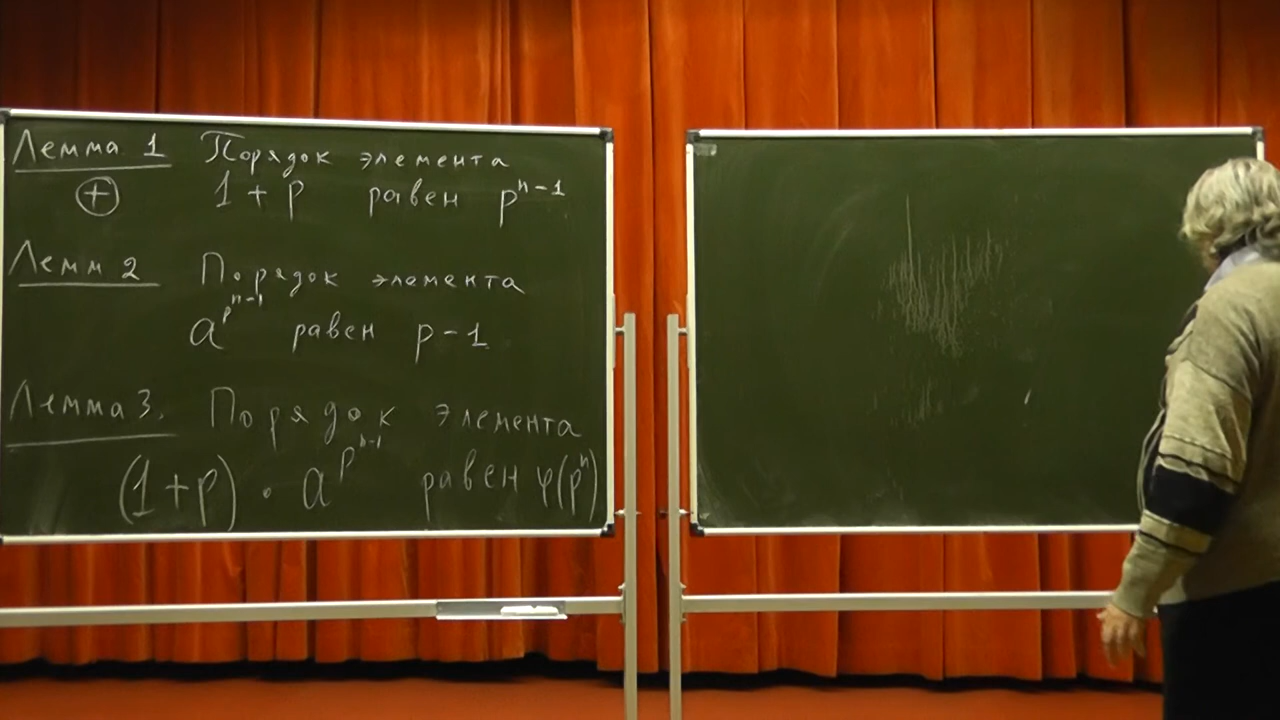 Лемма 1 Порядок элемента
⊕ 1 + p равен p^{n-1}
Лемм 2 Порядок элемента
a^{p^{n-1}} равен p - 1
Лемма 3. Порядок элемента
(1+p) · a^{p^{n-1}} равен φ(p^n)